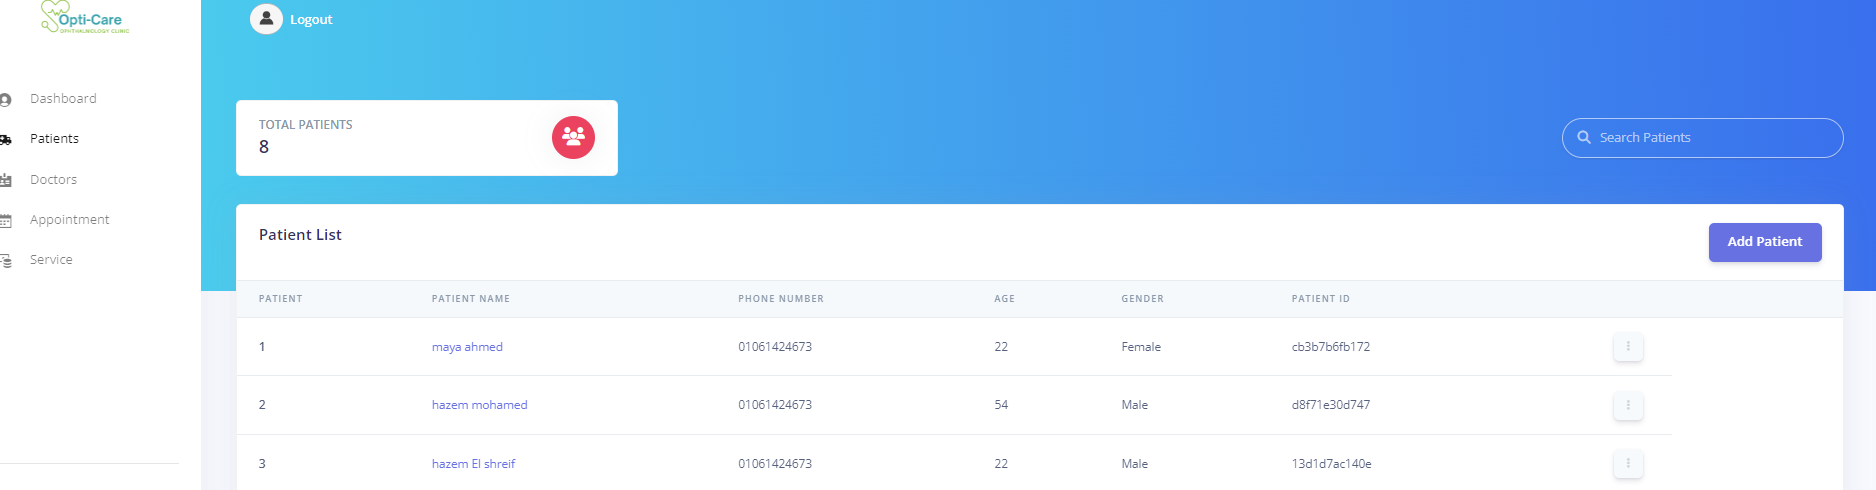 Opti-Care
OPHTHALMOLOGY CLINIC
Logout
Dashboard
Patients
Doctors
Appointment
Service
TOTAL PATIENTS
8
Search Patients
Patient List
Add Patient
PATIENT PATIENT NAME PHONE NUMBER AGE GENDER PATIENT ID
1 maya ahmed 01061424673 22 Female cb3b7b6fb172
2 hazem mohamed 01061424673 54 Male d8f71e30d747
3 hazem El shreif 01061424673 22 Male 13d1d7ac140e